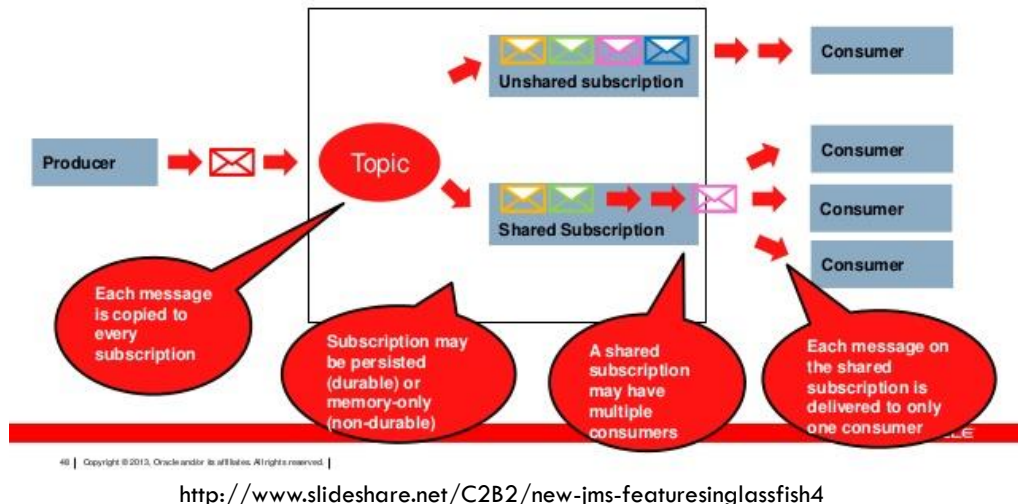 Producer
Topic
Unshared subscription
Consumer
Shared Subscription
Consumer
Consumer
Consumer
Each message
is copied to
every
subscription
Subscription may
be persisted
(durable) or
memory-only
(non-durable)
A shared
subscription
may have
multiple
consumers
Each message on
the shared
subscription is
delivered to only
one consumer
48 | Copyright © 2013, Oracle and/or its affiliates. All rights reserved. |
http://www.slideshare.net/C2B2/new-jms-featuresinglassfish4